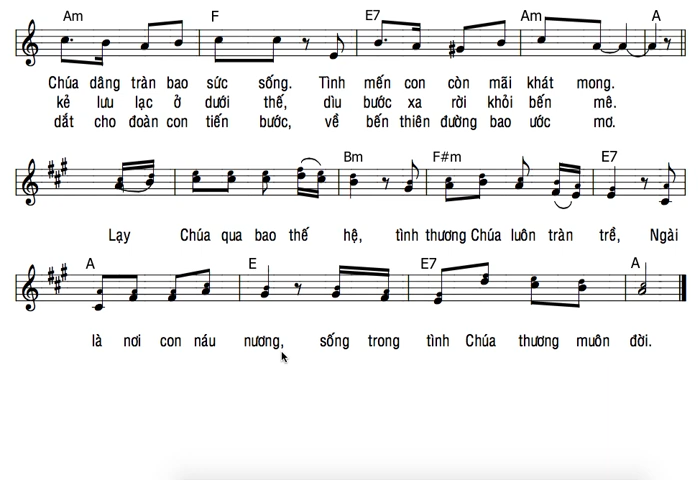 Am F E7 Am A
Chúa dâng tràn bao sức sống. Tình mến con còn mãi khát mong.
kẻ lưu lạc ở dưới thế, dìu bước xa rời khỏi bến mê.
dắt cho đoàn con tiến bước, về bến thiên đường bao ước mơ.
Bm F#m E7
Lạy Chúa qua bao thế hệ, tình thương Chúa luôn tràn trề, Ngài
A E E7 A
là nơi con náu nương, sống trong tình Chúa thương muôn đời.